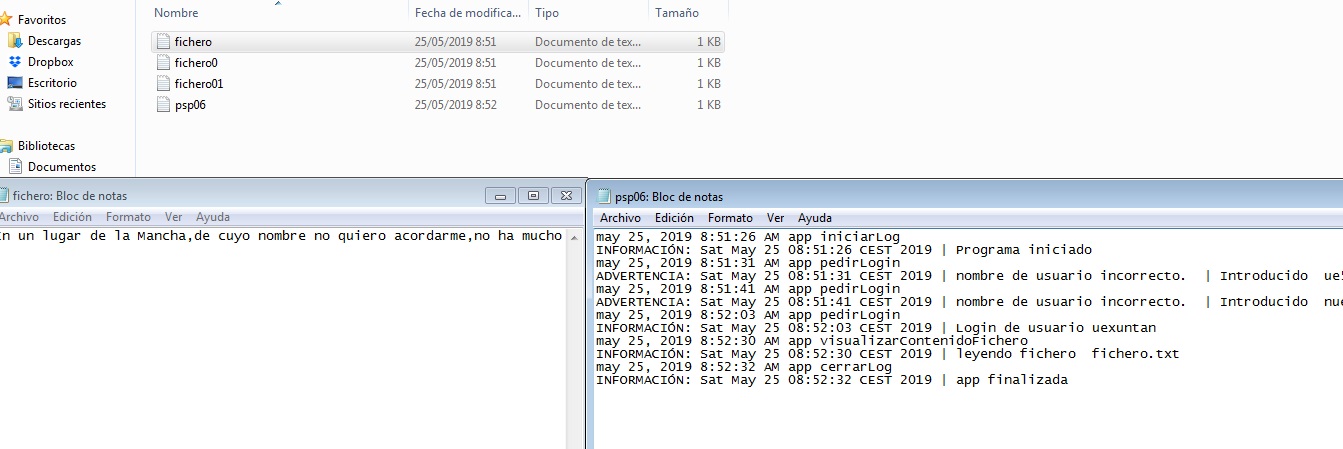 Favoritos
Descargas
Dropbox
Escritorio
Sitios recientes
Bibliotecas
Documentos
Nombre Fecha de modifica... Tipo Tamaño
fichero 25/05/2019 8:51 Documento de tex... 1 KB
fichero0 25/05/2019 8:51 Documento de tex... 1 KB
fichero01 25/05/2019 8:51 Documento de tex... 1 KB
psp06 25/05/2019 8:52 Documento de tex... 1 KB
fichero: Bloc de notas
Archivo Edición Formato Ver Ayuda
un lugar de la Mancha,de cuyo nombre no quiero acordarme,no ha mucho
psp06: Bloc de notas
Archivo Edición Formato Ver Ayuda
may 25, 2019 8:51:26 AM app iniciarLog
INFORMACIÓN: Sat May 25 08:51:26 CEST 2019 | Programa iniciado
may 25, 2019 8:51:31 AM app pedirLogin
ADVERTENCIA: Sat May 25 08:51:31 CEST 2019 | nombre de usuario incorrecto. | Introducido
may 25, 2019 8:51:41 AM app pedirLogin
ADVERTENCIA: Sat May 25 08:51:41 CEST 2019 | nombre de usuario incorrecto. | Introducido
may 25, 2019 8:52:03 AM app pedirLogin
INFORMACIÓN: Sat May 25 08:52:03 CEST 2019 | Login de usuario uexuntan
may 25, 2019 8:52:30 AM app visualizarContenidoFichero
INFORMACIÓN: Sat May 25 08:52:30 CEST 2019 | leyendo fichero fichero.txt
may 25, 2019 8:52:32 AM app cerrarLog
INFORMACIÓN: Sat May 25 08:52:32 CEST 2019 | app finalizada